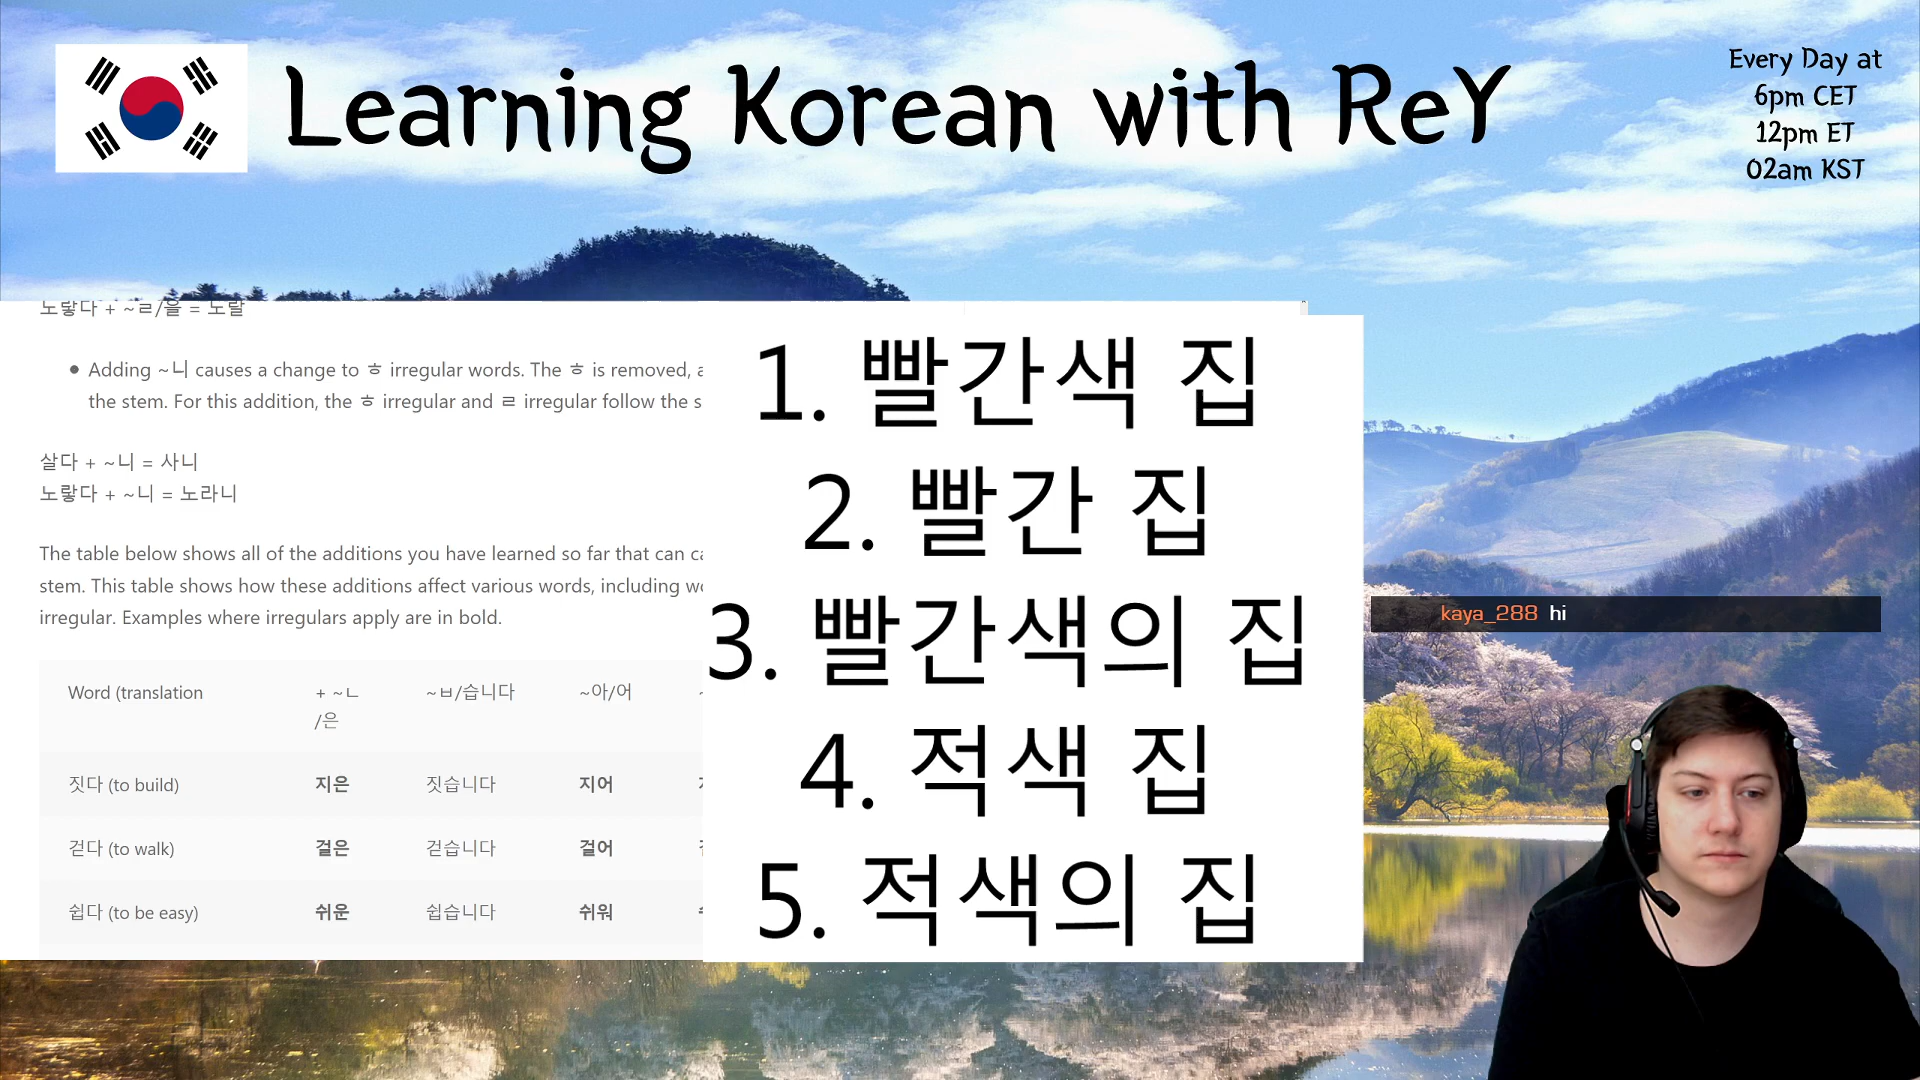 Learning Korean with ReY
Every Day at
6pm CET
12pm ET
02am KST
노랗다 + ~ㄹ/을 = 노랄
• Adding ~니 causes a change to ㅎ irregular words. The ㅎ is removed,
the stem. For this addition, the ㅎ irregular and ㄹ irregular follow the
살다 + ~니 = 사니
노랗다 + ~니 = 노라니
The table below shows all of the additions you have learned so far that can
stem. This table shows how these additions affect various words, including
irregular. Examples where irregulars apply are in bold.
Word (translation + ~ㄴ ~ㅂ/습니다 ~아/어
/은
짓다 (to build) 지은 짓습니다 지어
걷다 (to walk) 걸은 걷습니다 걸어
쉽다 (to be easy) 쉬운 쉽습니다 쉬워
1. 빨간색 집
2. 빨간 집
3. 빨간색의 집
4. 적색 집
5. 적색의 집
kaya_288 hi